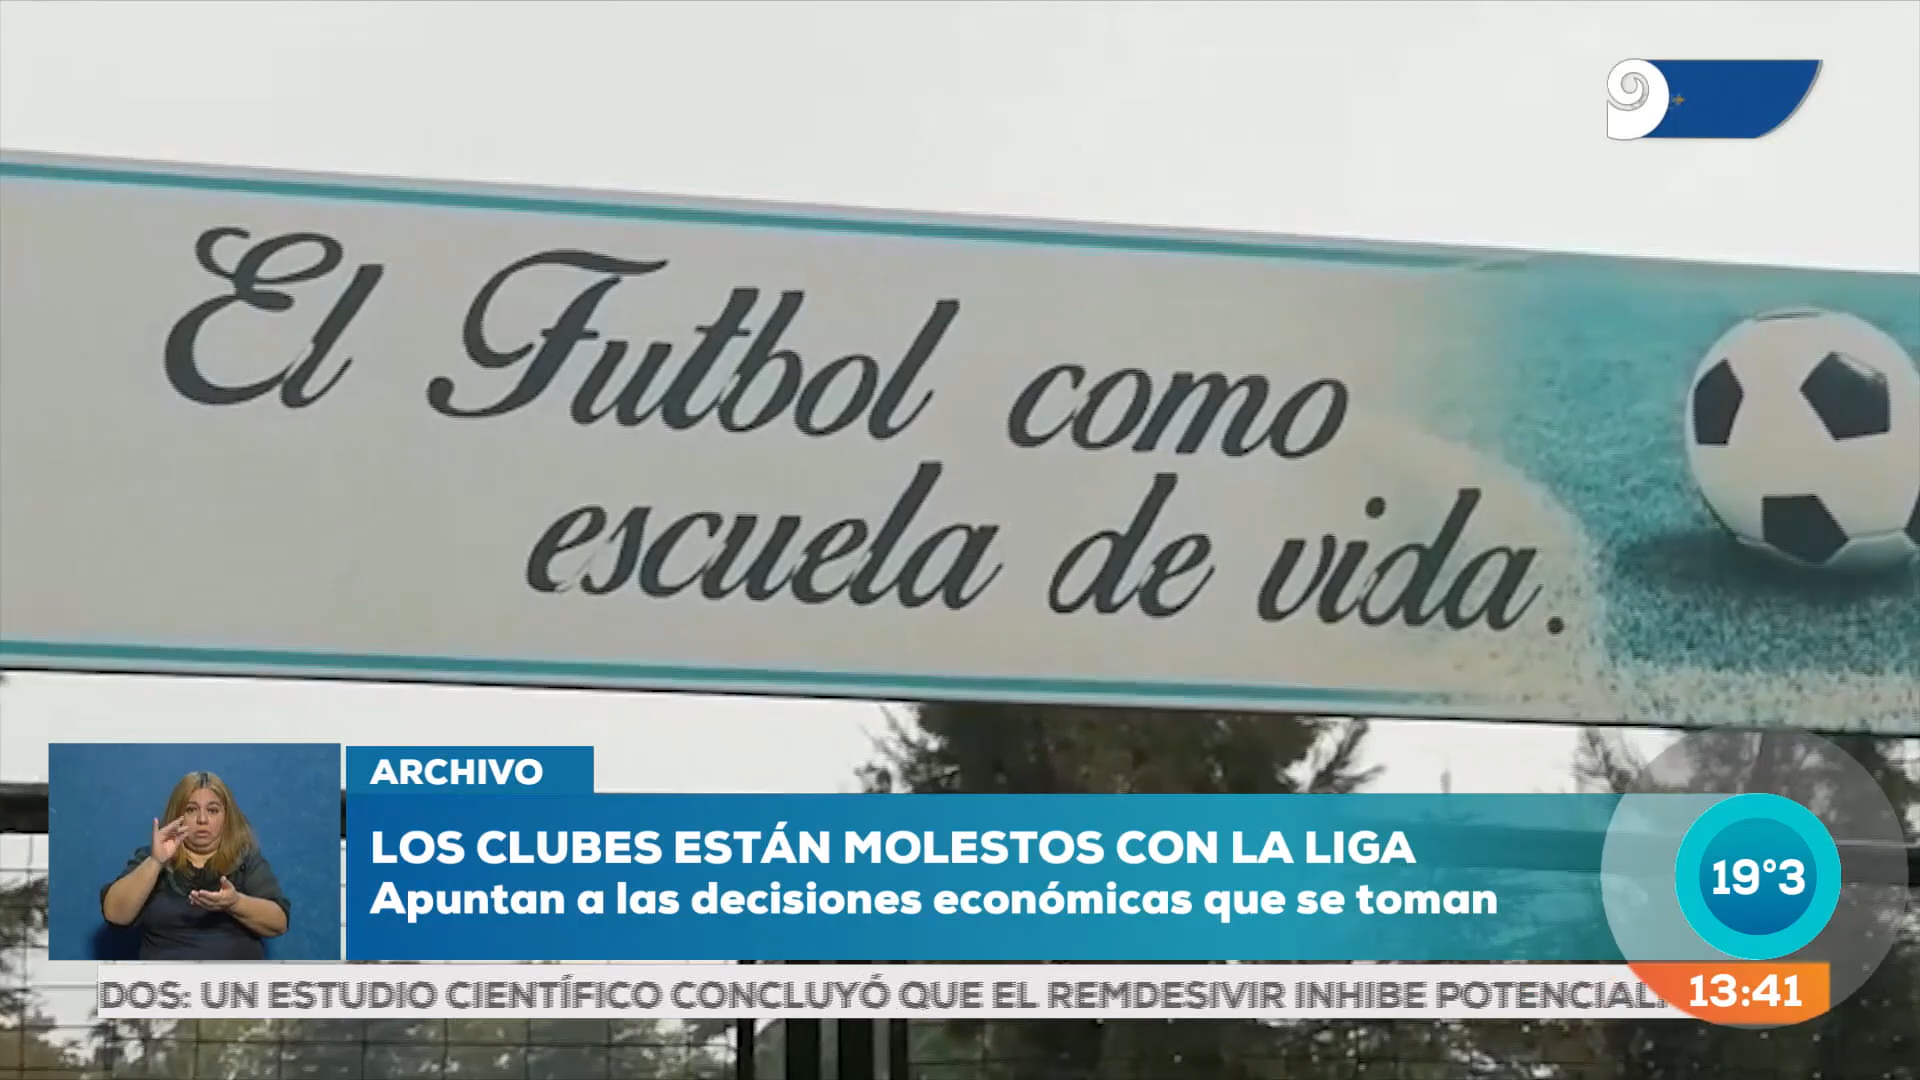 El Futbol como
escuela de vida.
ARCHIVO
LOS CLUBES ESTÁN MOLESTOS CON LA LIGA
Apuntan a las decisiones económicas que se toman
19°3
DOS: UN ESTUDIO CIENTÍFICO CONCLUYÓ QUE EL REMDESIVIR INHIBE POTENCIAL
13:41